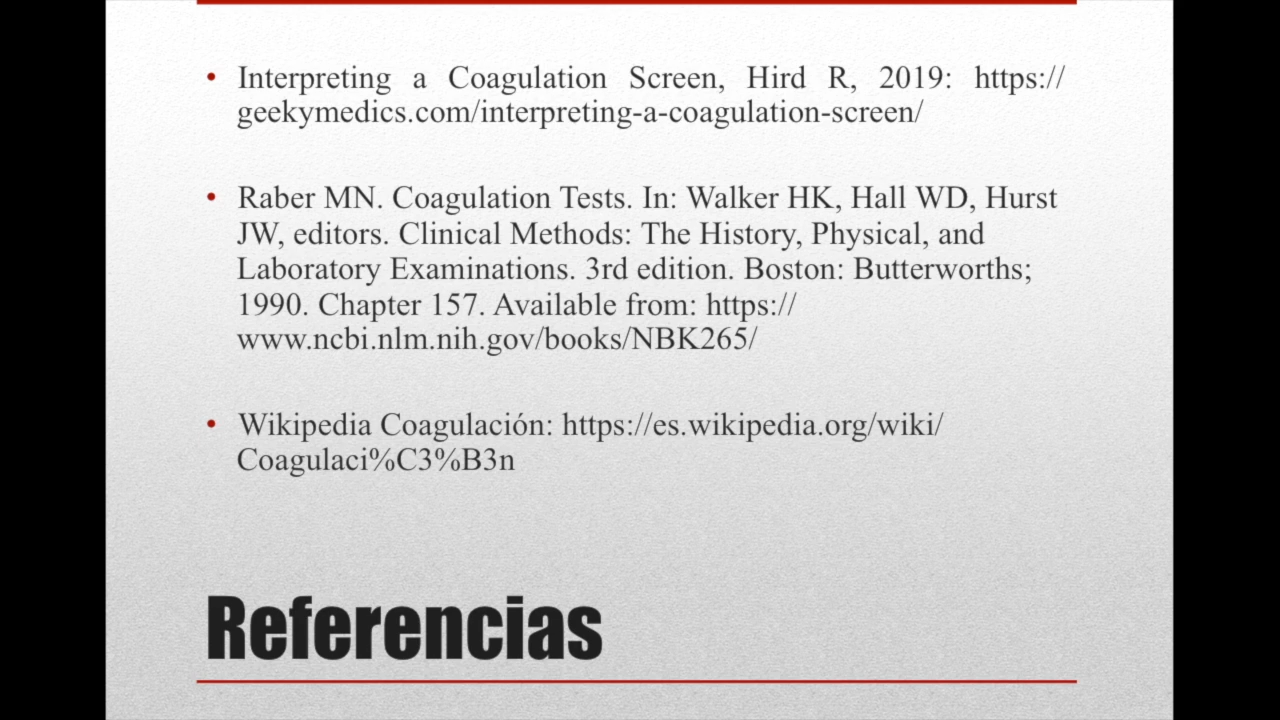 • Interpreting a Coagulation Screen, Hird R, 2019: https://
geekymedics.com/interpreting-a-coagulation-screen/
• Raber MN. Coagulation Tests. In: Walker HK, Hall WD, Hurst
JW, editors. Clinical Methods: The History, Physical, and
Laboratory Examinations. 3rd edition. Boston: Butterworths;
1990. Chapter 157. Available from: https://
www.ncbi.nlm.nih.gov/books/NBK265/
• Wikipedia Coagulación: https://es.wikipedia.org/wiki/
Coagulaci%C3%B3n
Referencias